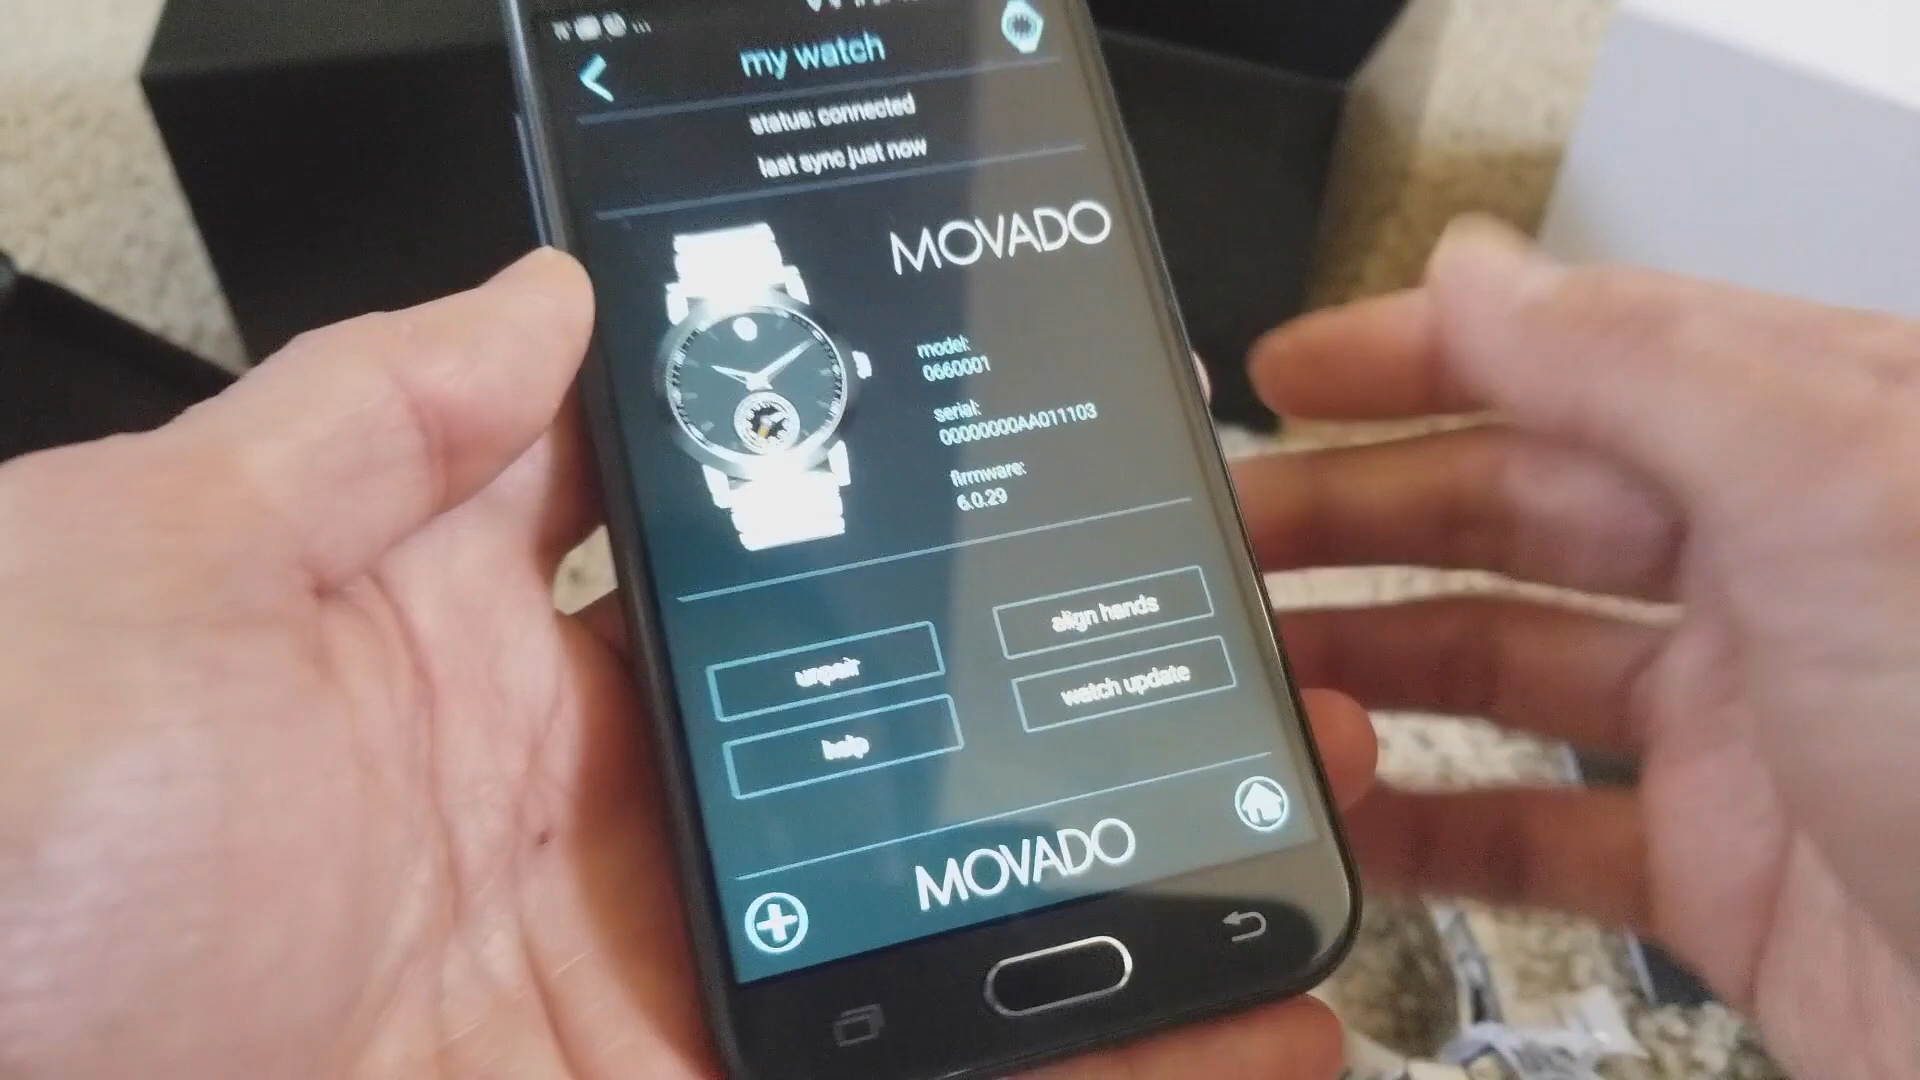 my watch
status: connected
last sync just now
MOVADO
model:
0660001
serial:
00000000AA011103
firmware:
6.0.29
align hands
unpair
watch update
help
MOVADO